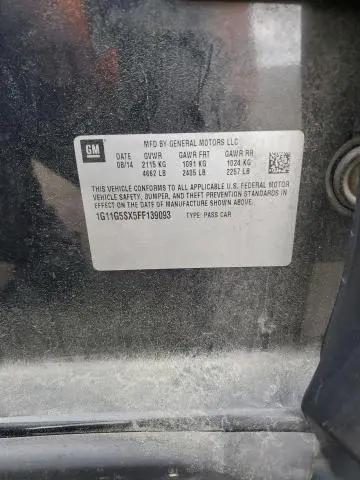 GM
MFD BY GENERAL MOTORS LLC
DATE GVWR GAWR FRT GAWR RR
08/14 2115 KG 1091 KG 1024 KG
4662 LB 2405 LB 2257 LB
THIS VEHICLE CONFORMS TO ALL APPLICABLE U.S. FEDERAL MOTOR
VEHICLE SAFETY, BUMPER, AND THEFT PREVENTION STANDARDS IN
EFFECT ON THE DATE OF MANUFACTURE SHOWN ABOVE.
1G11G5SX5FF139093 TYPE: PASS CAR